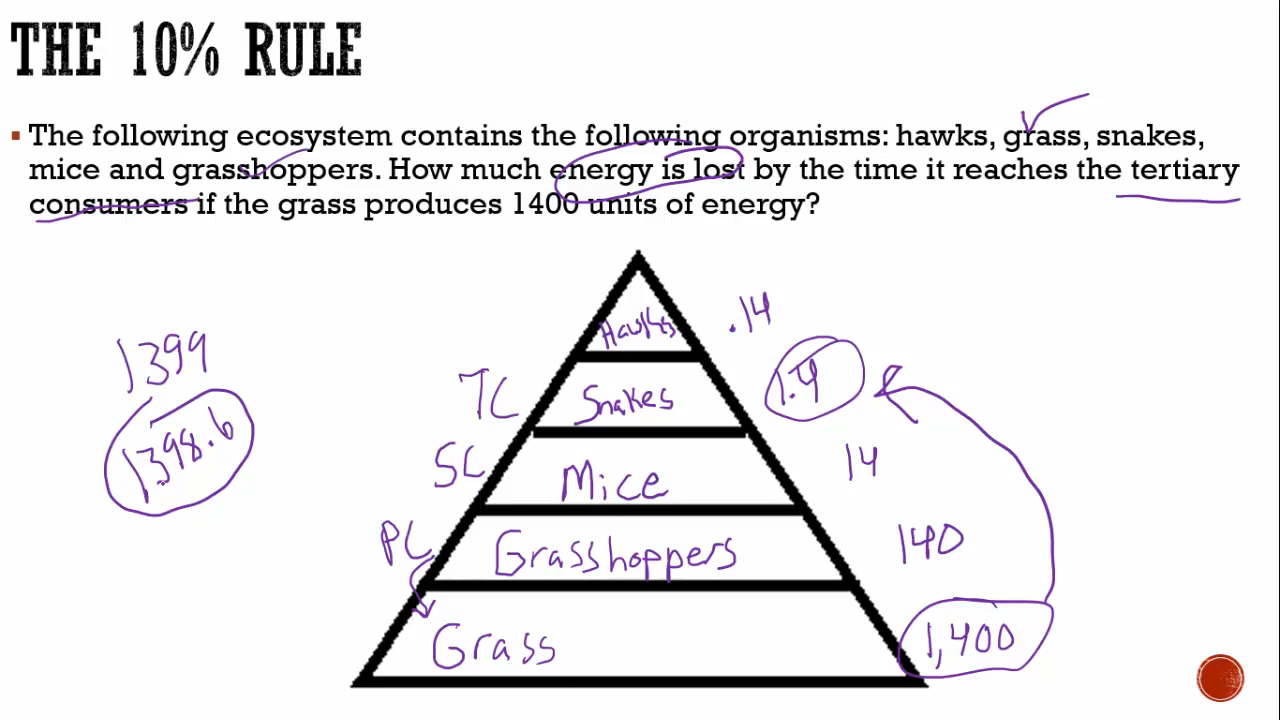 THE 10% RULE
▪ The following ecosystem contains the following organisms: hawks, grass, snakes,
mice and grasshoppers. How much energy is lost by the time it reaches the tertiary
consumers if the grass produces 1400 units of energy?
Hawks .14
1399
TC Snakes 1.4
1398.6
SC Mice 14
PC Grasshoppers 140
Grass 1,400